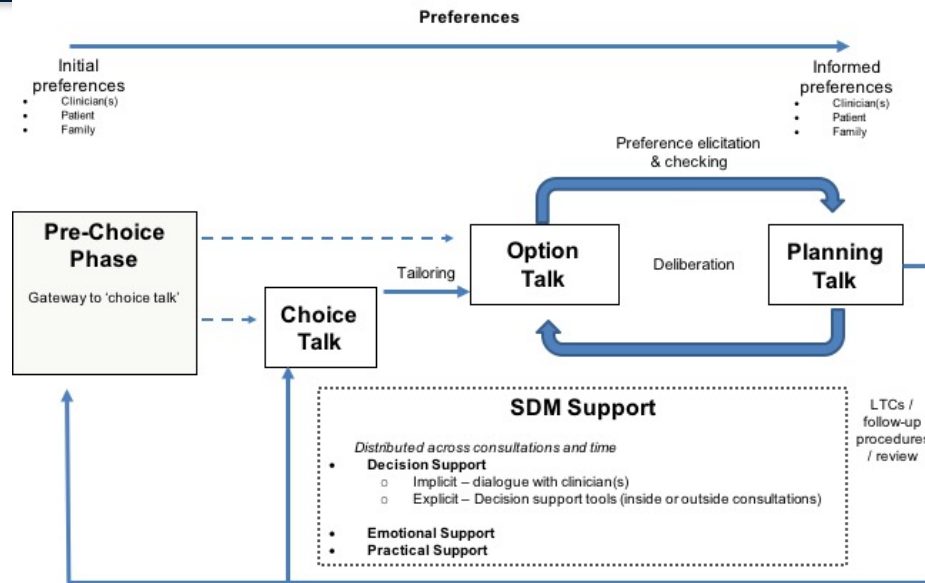 Preferences
Initial
preferences
• Clinician(s)
• Patient
• Family
Informed
preferences
• Clinician(s)
• Patient
• Family
Preference elicitation
& checking
Pre-Choice
Phase
Gateway to ‘choice talk’
Tailoring
Choice
Talk
Option
Talk
Deliberation
Planning
Talk
SDM Support
Distributed across consultations and time
• Decision Support
o Implicit – dialogue with clinician(s)
o Explicit – Decision support tools (inside or outside consultations)
• Emotional Support
• Practical Support
LTCs /
follow-up
procedures
/ review